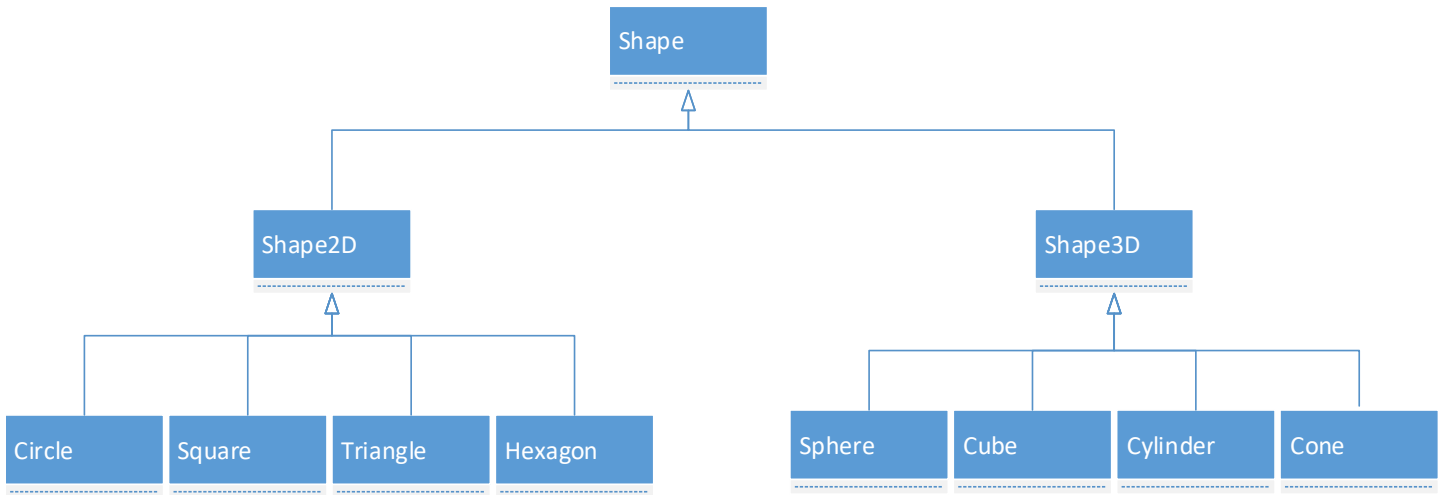 Shape
Shape2D
Shape3D
Circle
Square
Triangle
Hexagon
Sphere
Cube
Cylinder
Cone